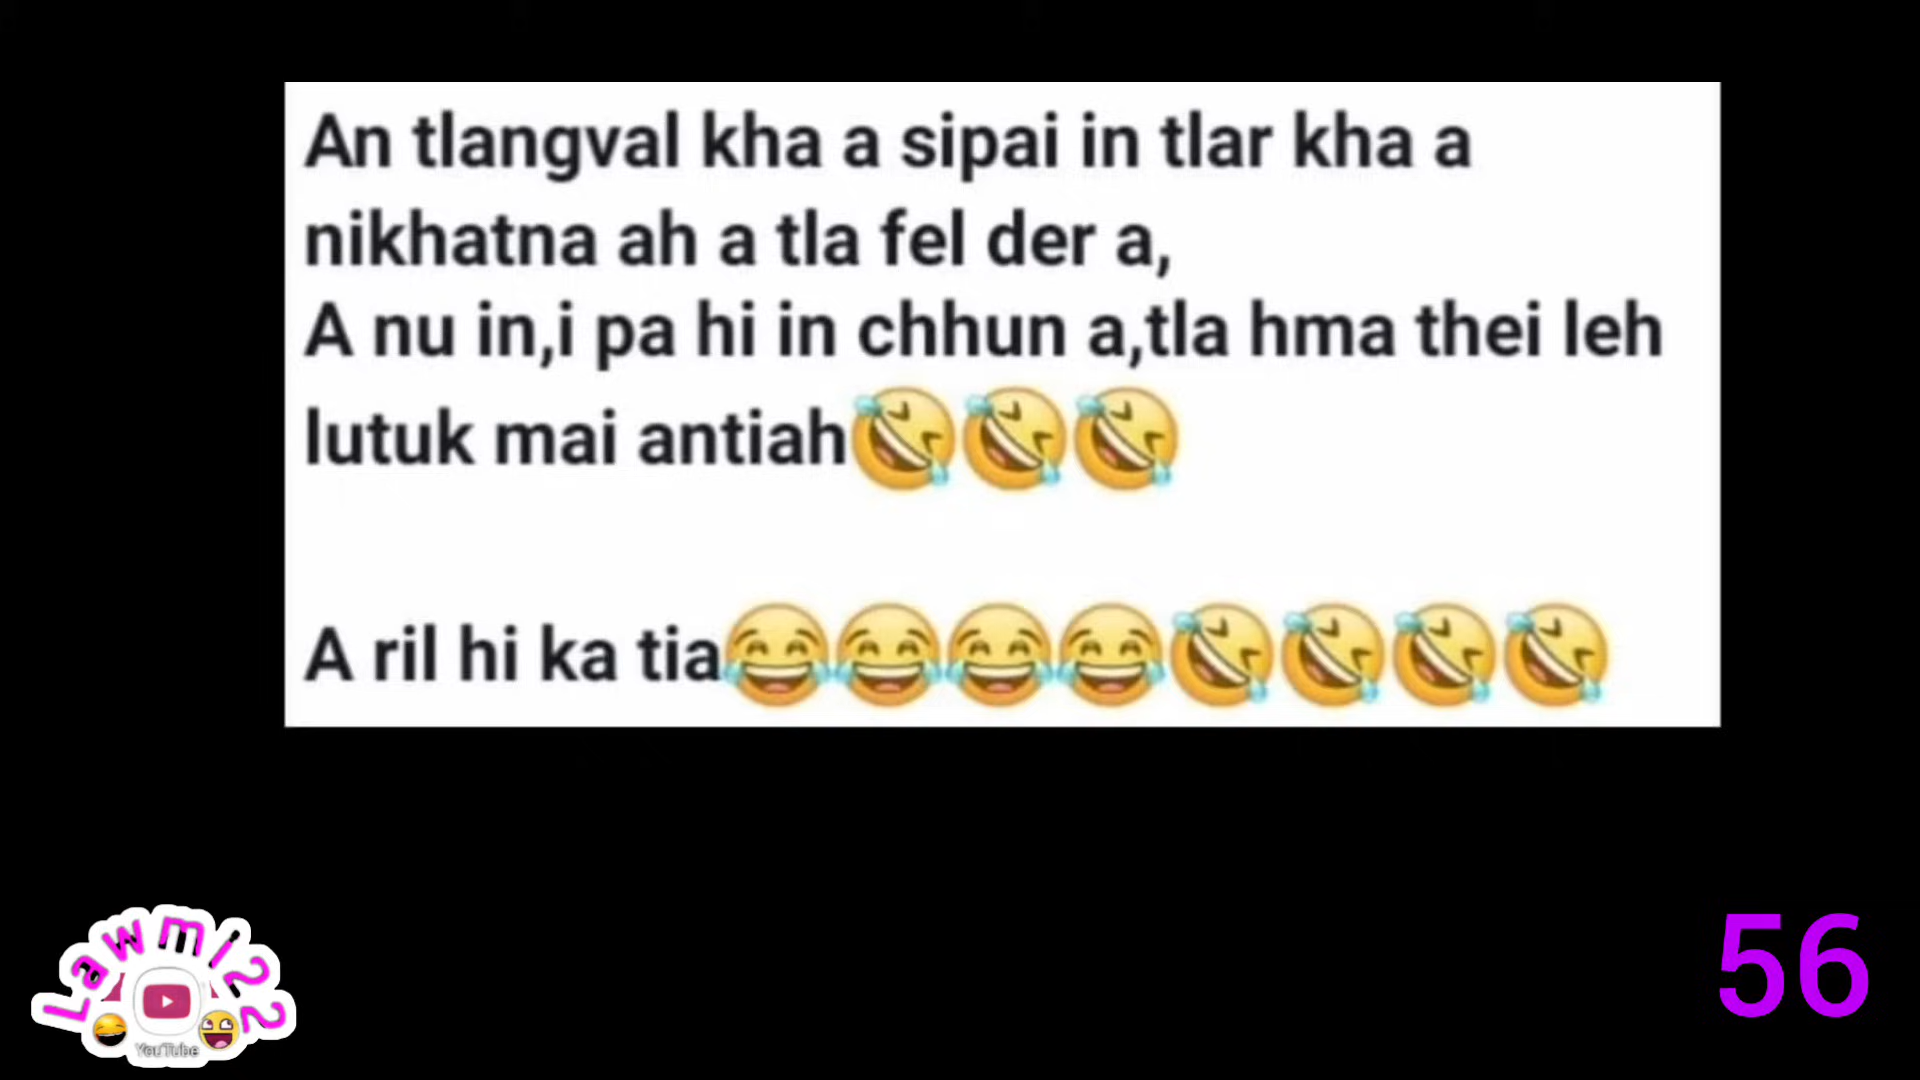 An tlangval kha a sipai in tlar kha a
nikhatna ah a tla fel der a,
A nu in,i pa hi in chhun a,tla hma thei leh
lutuk mai antiah🤣🤣🤣
A ril hi ka tia😂😂😂😂🤣🤣🤣🤣
Lawmi22
YouTube
56